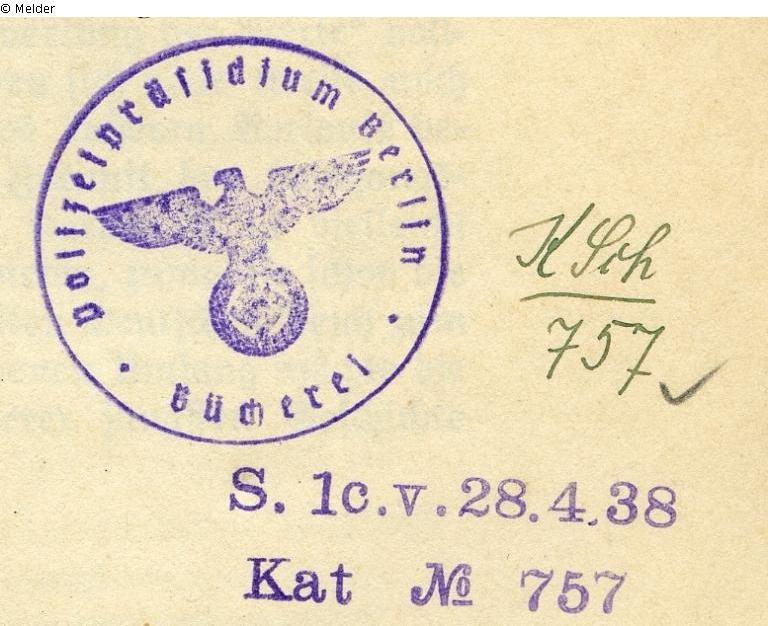 © Melder
Polizeipräsidium Berlin
Bücherei
K Sch
757
S. 1c.v.28.4.38
Kat № 757